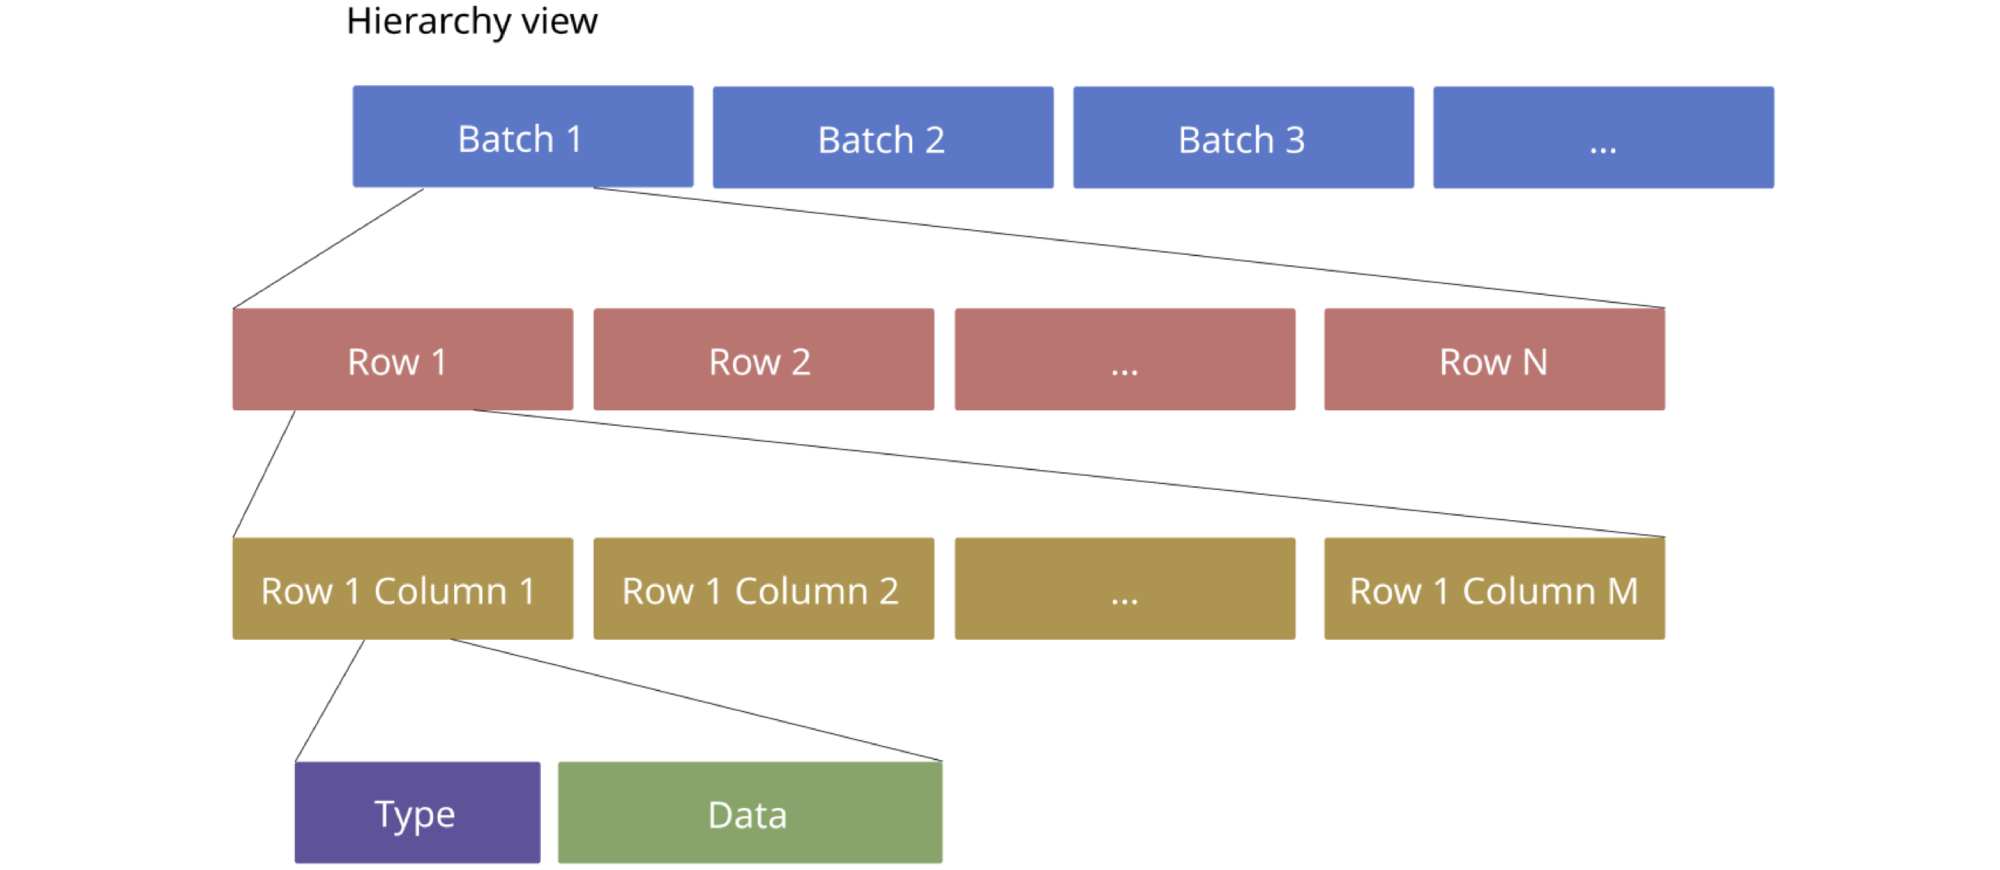 Hierarchy view
Batch 1
Batch 2
Batch 3
...
Row 1
Row 2
...
Row N
Row 1 Column 1
Row 1 Column 2
...
Row 1 Column M
Type
Data